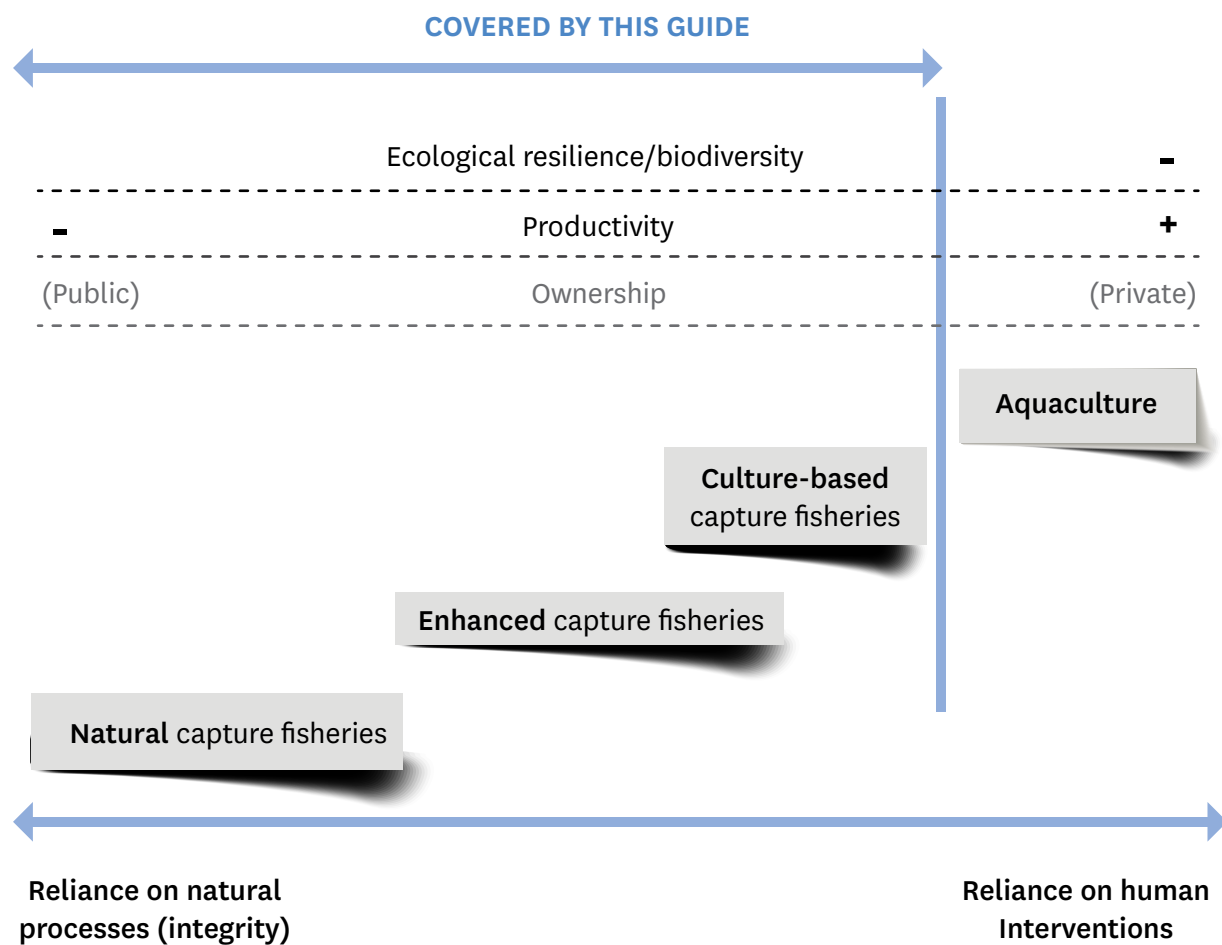 COVERED BY THIS GUIDE
Ecological resilience/biodiversity -
- Productivity +
(Public) Ownership (Private)
Aquaculture
Culture-based
capture fisheries
Enhanced capture fisheries
Natural capture fisheries
Reliance on natural
processes (integrity)
Reliance on human
Interventions